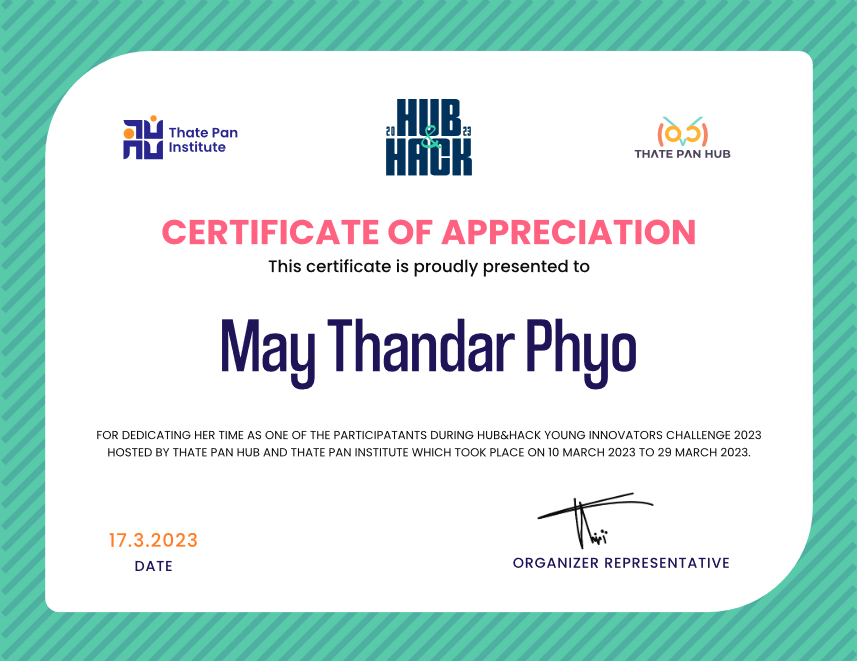 Thate Pan
Institute
HUB
20 & 23
HACK
THATE PAN HUB
CERTIFICATE OF APPRECIATION
This certificate is proudly presented to
May Thandar Phyo
FOR DEDICATING HER TIME AS ONE OF THE PARTICIPATANTS DURING HUB&HACK YOUNG INNOVATORS CHALLENGE 2023
HOSTED BY THATE PAN HUB AND THATE PAN INSTITUTE WHICH TOOK PLACE ON 10 MARCH 2023 TO 29 MARCH 2023.
17.3.2023
DATE
ORGANIZER REPRESENTATIVE